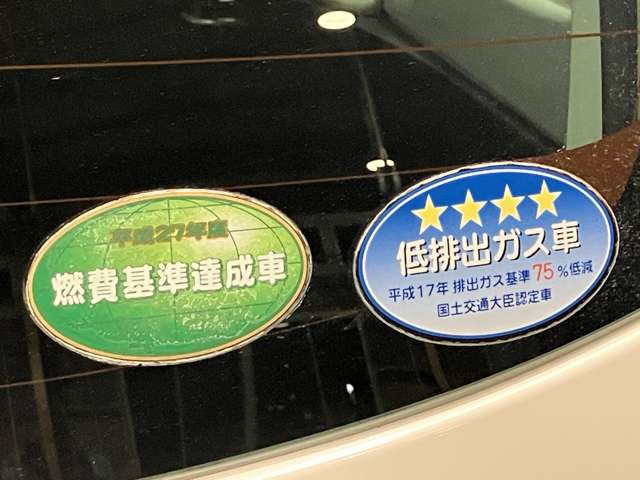 平成27年度
燃費基準達成車
低排出ガス車
平成17年 排出ガス基準75%低減
国土交通大臣認定車